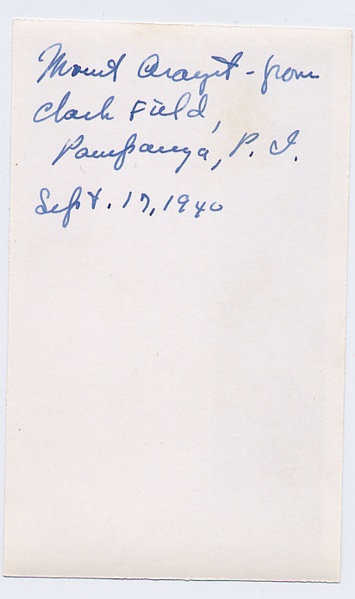 Mount Arayat - from
Clark Field,
Pampanga, P. I.
Sept. 17, 1940